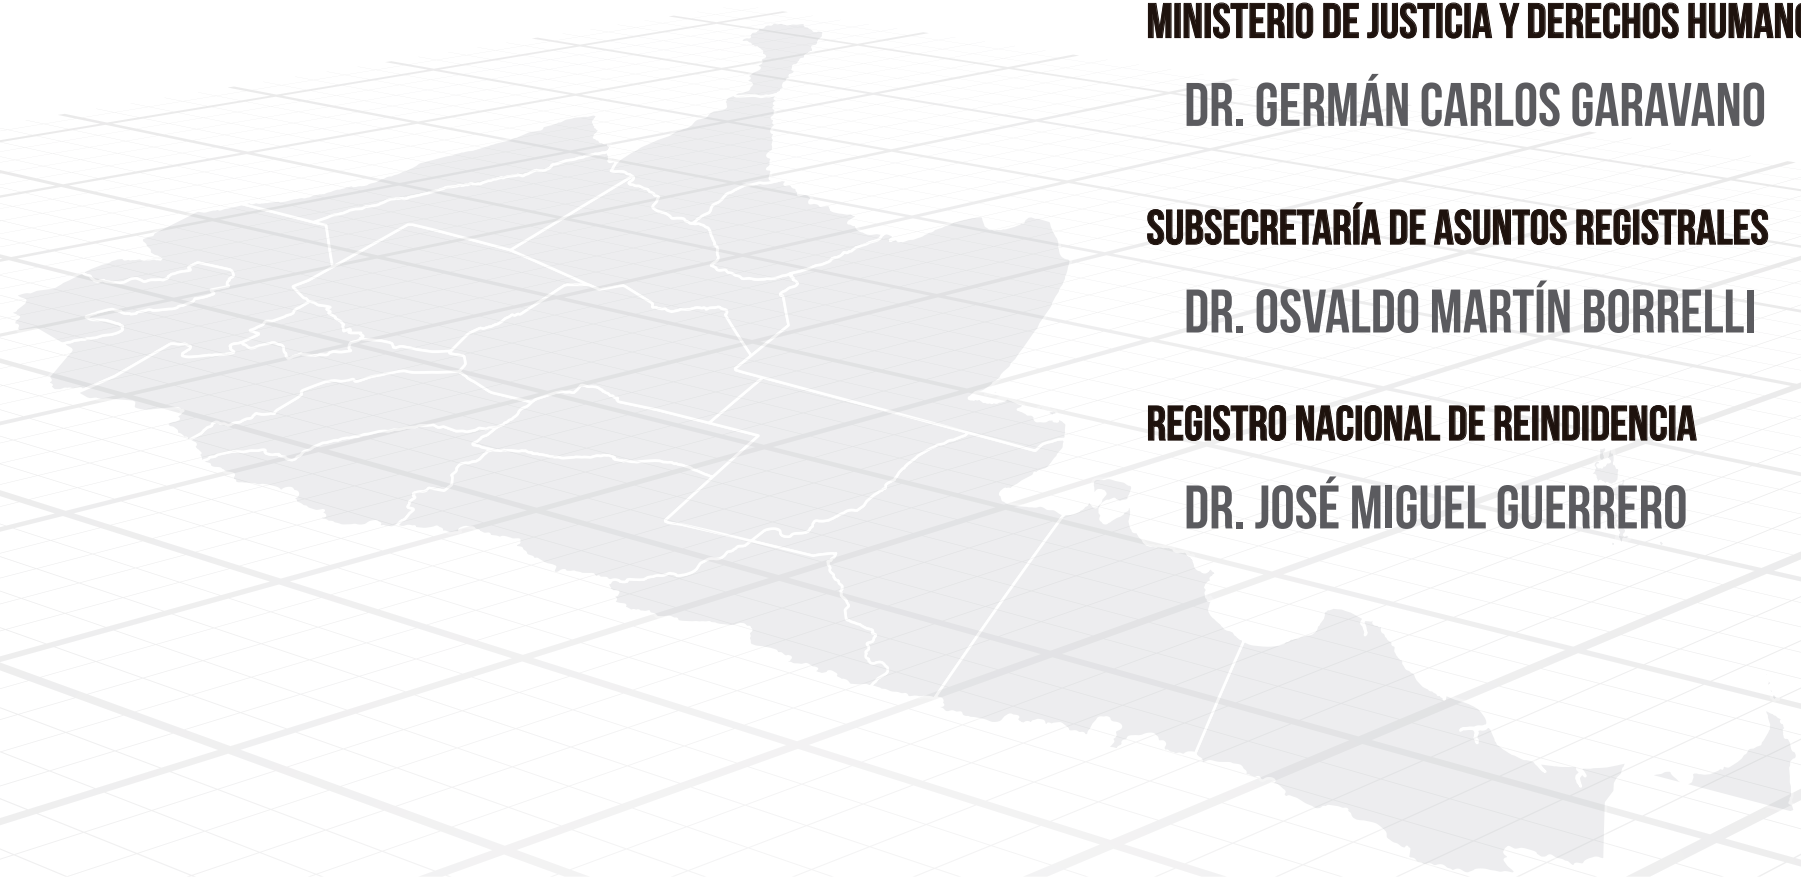 MINISTERIO DE JUSTICIA Y DERECHOS HUMANO
DR. GERMÁN CARLOS GARAVANO
SUBSECRETARÍA DE ASUNTOS REGISTRALES
DR. OSVALDO MARTÍN BORRELLI
REGISTRO NACIONAL DE REINDIDENCIA
DR. JOSÉ MIGUEL GUERRERO